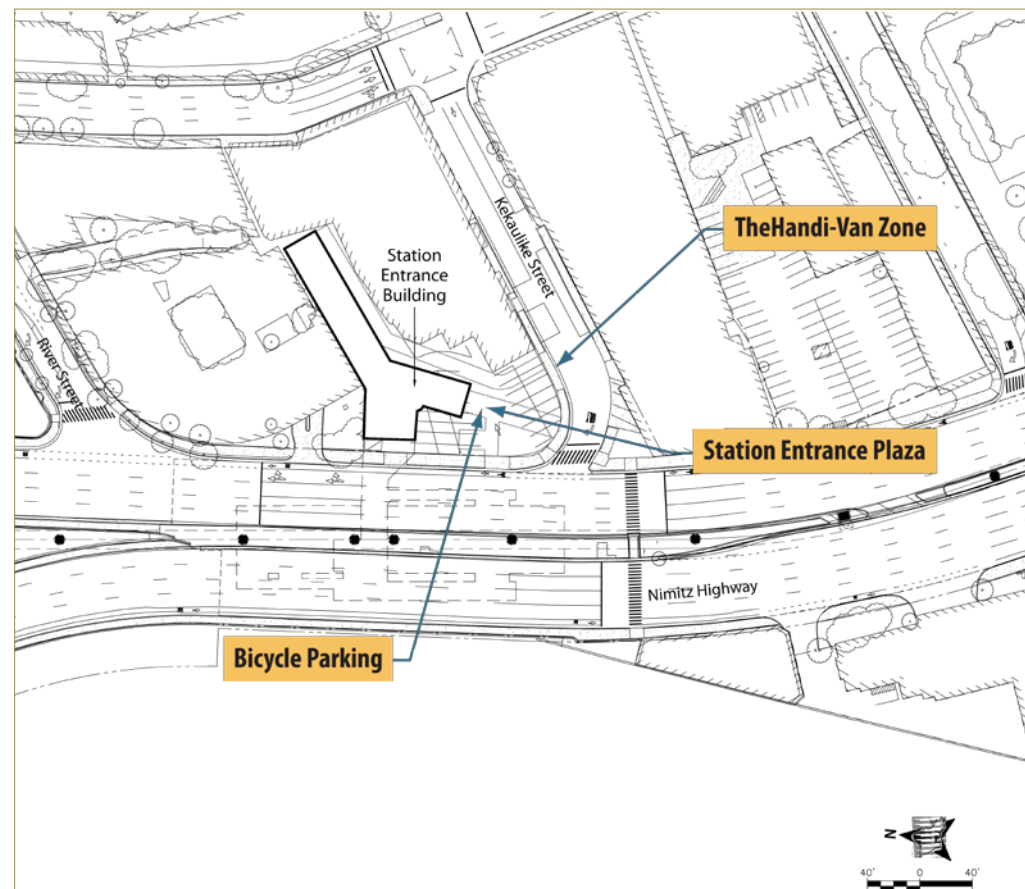 TheHandi-Van Zone
Kekaulike Street
Station
Entrance
Building
River Street
Station Entrance Plaza
Nimitz Highway
Bicycle Parking
N
40' 0 40'